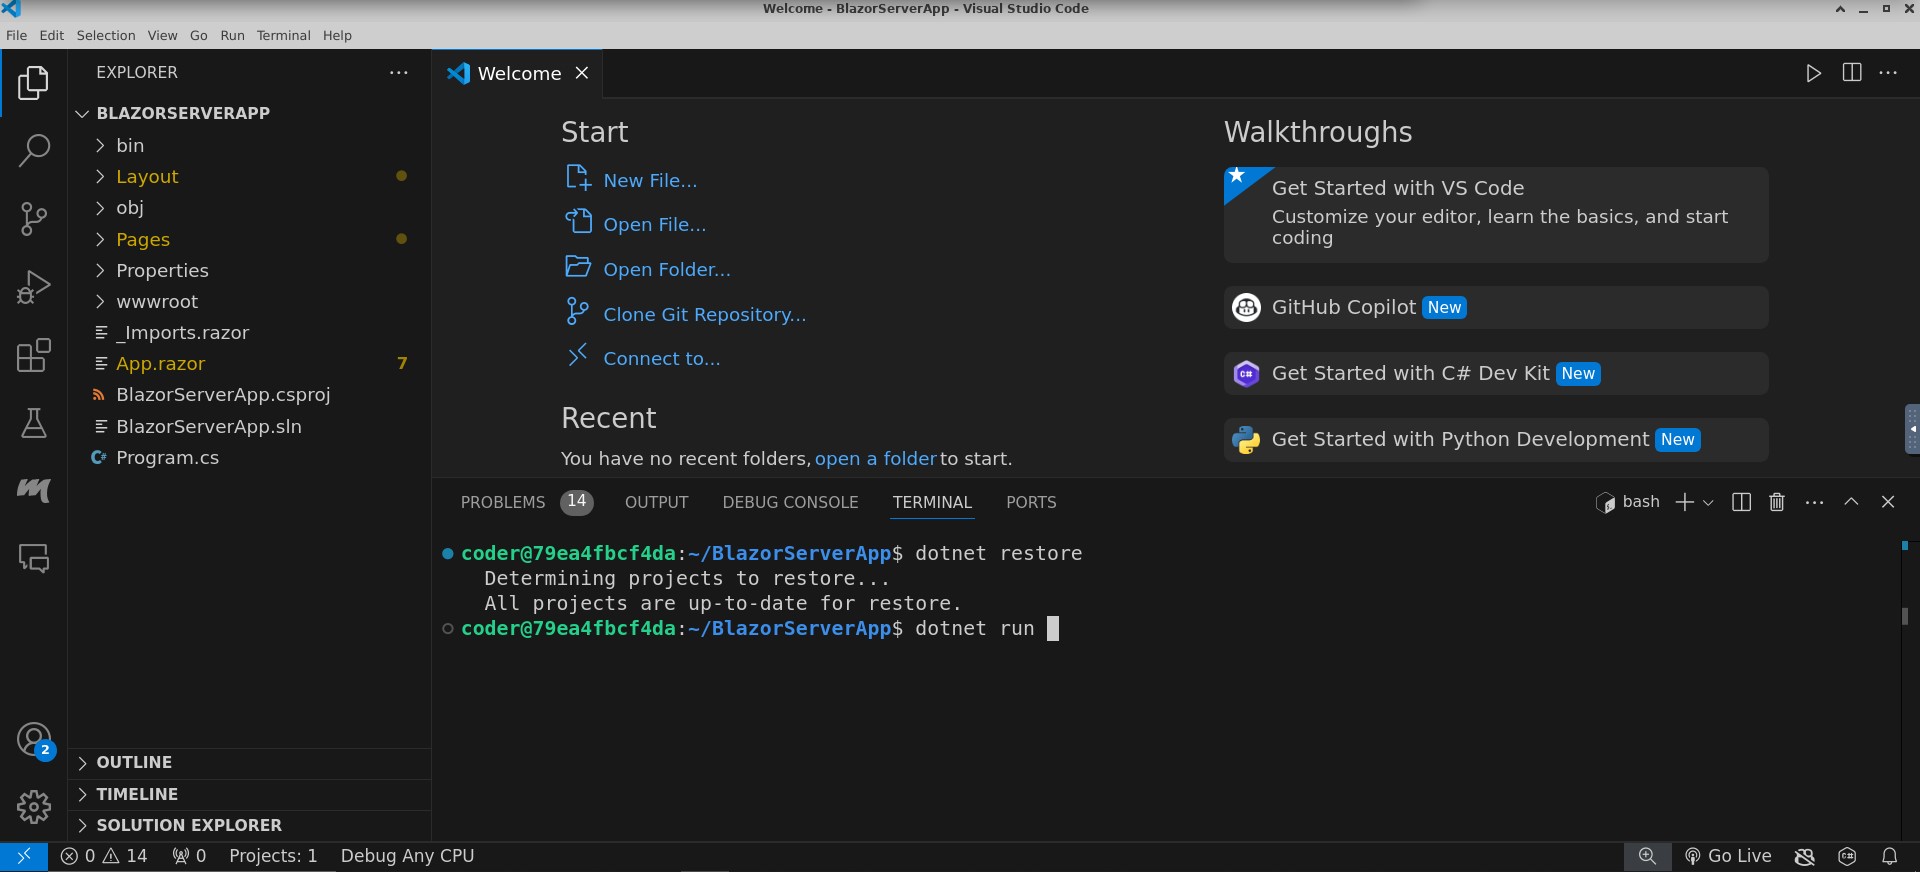 Welcome - BlazorServerApp - Visual Studio Code
File Edit Selection View Go Run Terminal Help
EXPLORER
Welcome
BLAZORSERVERAPP
bin
Layout
obj
Pages
Properties
wwwroot
_Imports.razor
App.razor 7
BlazorServerApp.csproj
BlazorServerApp.sln
C# Program.cs
Start
New File...
Open File...
Open Folder...
Clone Git Repository...
Connect to...
Recent
You have no recent folders, open a folder to start.
Walkthroughs
Get Started with VS Code
Customize your editor, learn the basics, and start
coding
GitHub Copilot New
C# Get Started with C# Dev Kit New
Get Started with Python Development New
PROBLEMS 14 OUTPUT DEBUG CONSOLE TERMINAL PORTS
bash
coder@79ea4fbcf4da:~/BlazorServerApp$ dotnet restore
Determining projects to restore...
All projects are up-to-date for restore.
coder@79ea4fbcf4da:~/BlazorServerApp$ dotnet run
2
OUTLINE
TIMELINE
SOLUTION EXPLORER
0 14 0 Projects: 1 Debug Any CPU
Go Live